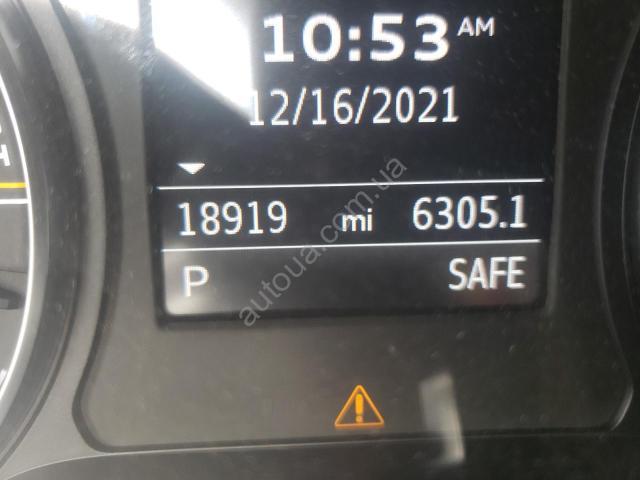 10:53 AM
12/16/2021
18919 mi 6305.1
P SAFE
autoua.com.ua
H